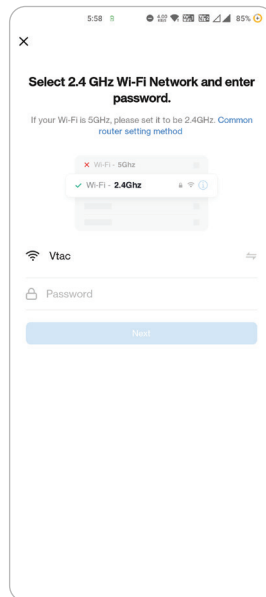 5:58
4.00
85%
Select 2.4 GHz Wi-Fi Network and enter
password.
If your Wi-Fi is 5GHz, please set it to be 2.4GHz. Common
router setting method
Wi-Fi - 5Ghz
Wi-Fi - 2.4Ghz
Vtac
Password
Next